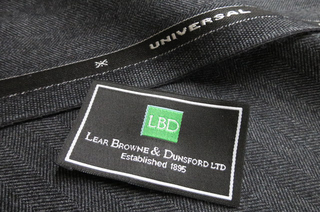 UNIVERSAL
LBD
LEAR BROWNE & DUNSFORD LTD
Established 1895